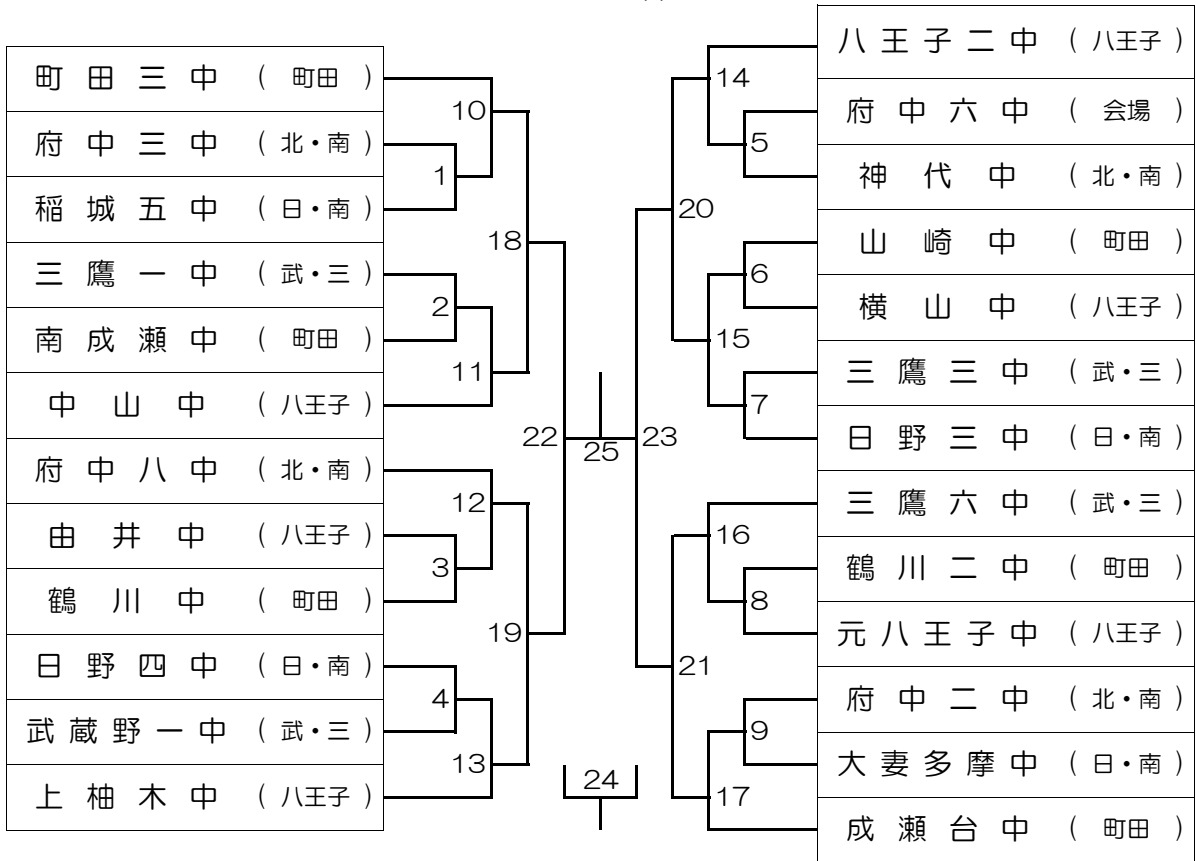 町田三中 ( 町田 )
府中三中 ( 北・南 )
稲城五中 ( 日・南 )
三鷹一中 ( 武・三 )
南成瀬中 ( 町田 )
中山中 ( 八王子 )
府中八中 ( 北・南 )
由井中 ( 八王子 )
鶴川中 ( 町田 )
日野四中 ( 日・南 )
武蔵野一中 ( 武・三 )
上柚木中 ( 八王子 )
10
1
18
2
11
22
12
3
19
4
13
25
24
14
5
20
6
15
7
23
16
8
21
9
17
八王子二中 ( 八王子 )
府中六中 ( 会場 )
神代中 ( 北・南 )
山崎中 ( 町田 )
横山中 ( 八王子 )
三鷹三中 ( 武・三 )
日野三中 ( 日・南 )
三鷹六中 ( 武・三 )
鶴川二中 ( 町田 )
元八王子中 ( 八王子 )
府中二中 ( 北・南 )
大妻多摩中 ( 日・南 )
成瀬台中 ( 町田 )